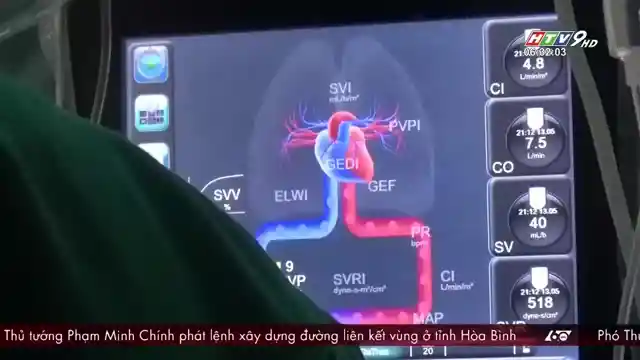 HTV9 HD
06:02:03
21:12 13.05
4.8
L/min/m²
CI
SVI
mL/b/m²
PVPI
GEDI
GEF
ELWI
SVV
%
21:12 13.05
7.5
L/min
CO
21:12 13.05
40
mL/b
SV
PR
bpm
SVRI
dyne-s-m²/cm⁵
CI
L/min/m²
21:12 13.05
518
dyne-s/cm⁵
MAP
20
Thủ tướng Phạm Minh Chính phát lệnh xây dựng đường liên kết vùng ở tỉnh Hòa Bình
Phó Th